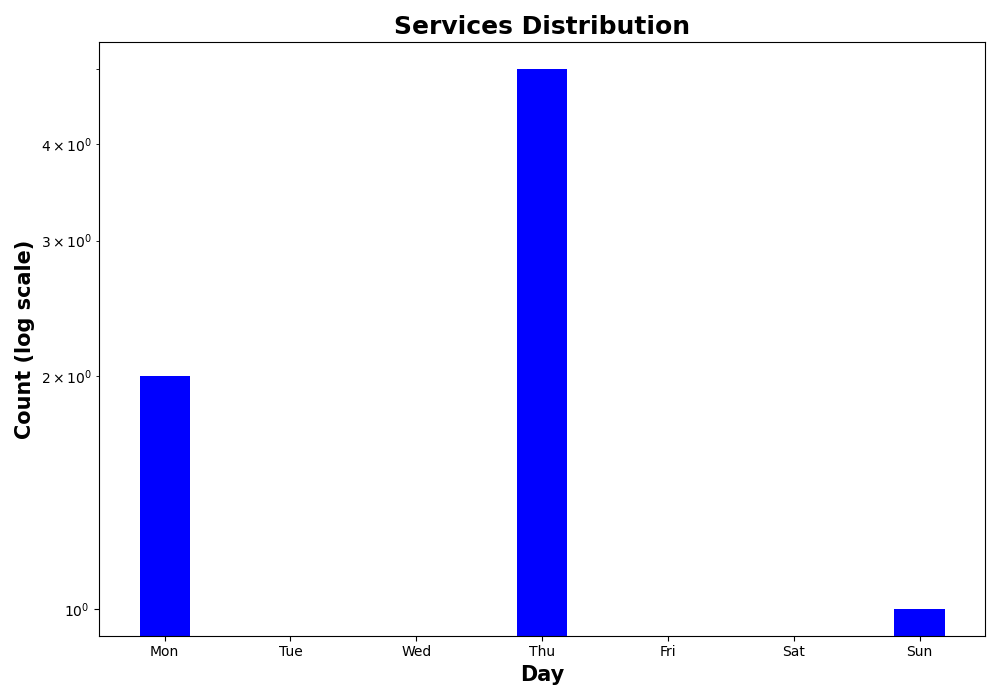 Services Distribution
Count (log scale)
4 × 10⁰
3 × 10⁰
2 × 10⁰
10⁰
Mon Tue Wed Thu Fri Sat Sun
Day